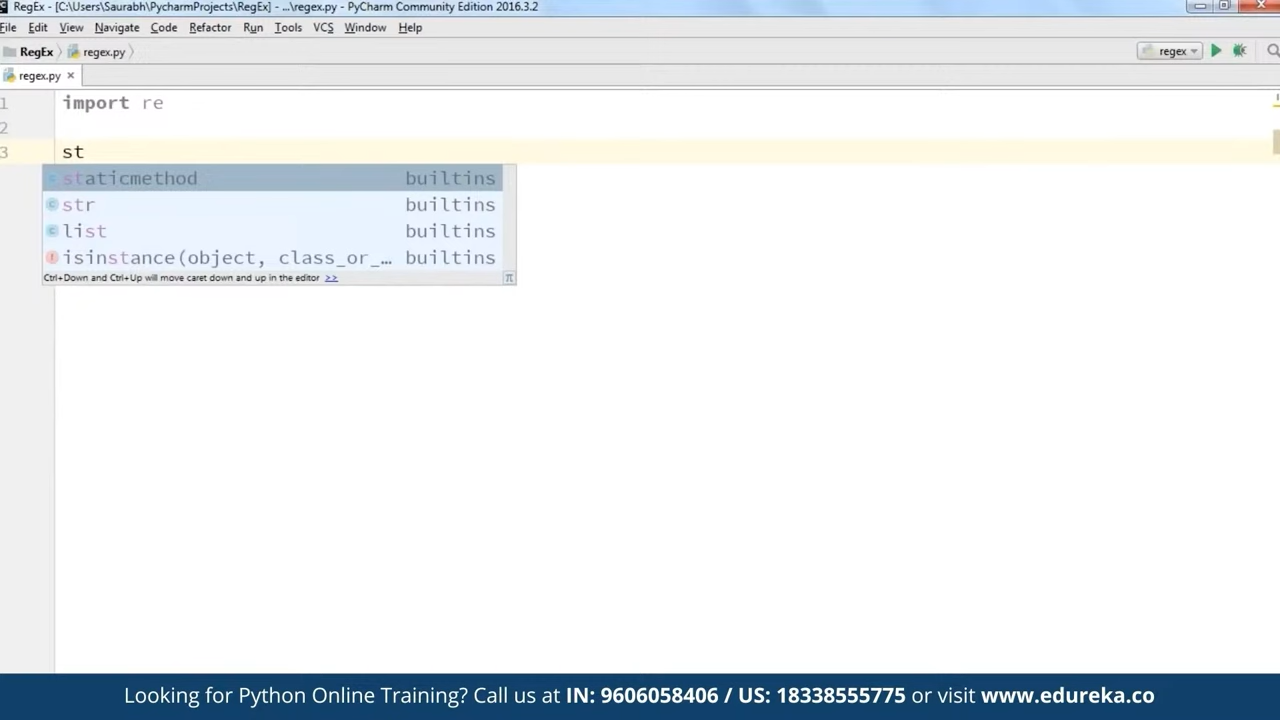 RegEx - [C:\Users\Saurabh\PycharmProjects\RegEx] - ...\regex.py - PyCharm Community Edition 2016.3.2
File Edit View Navigate Code Refactor Run Tools VCS Window Help
RegEx regex.py regex
regex.py
1 import re
2
3 st
staticmethod builtins
str builtins
list builtins
isinstance(object, class_or_… builtins
Ctrl+Down and Ctrl+Up will move caret down and up in the editor >> π
Looking for Python Online Training? Call us at IN: 9606058406 / US: 18338555775 or visit www.edureka.co